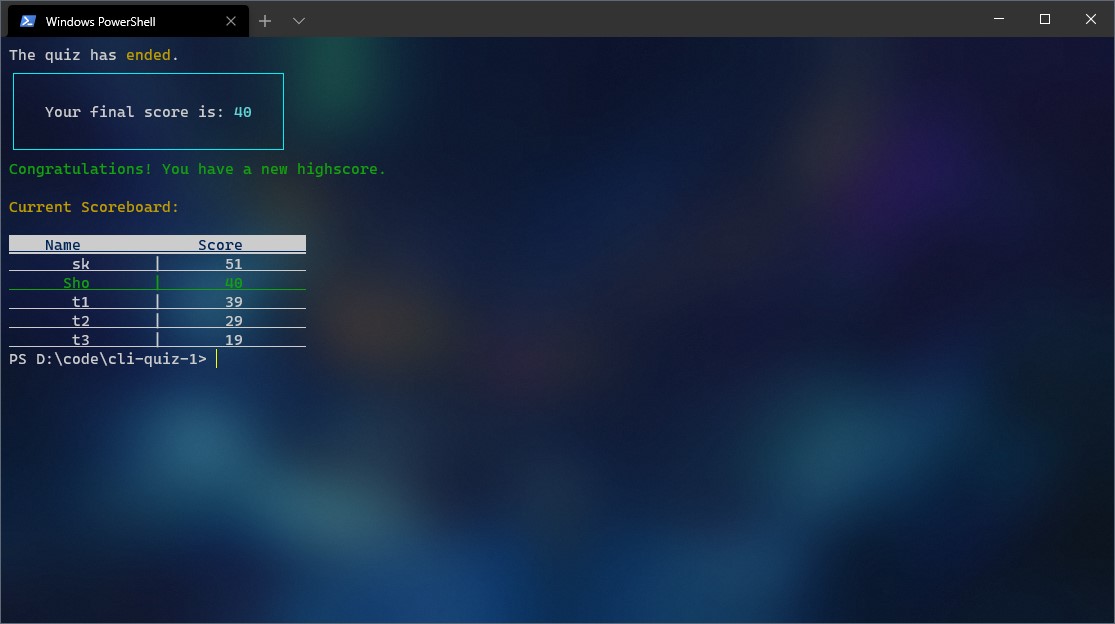 Windows PowerShell
The quiz has ended.
Your final score is: 40
Congratulations! You have a new highscore.
Current Scoreboard:
Name Score
sk | 51
Sho | 40
t1 | 39
t2 | 29
t3 | 19
PS D:\code\cli-quiz-1>